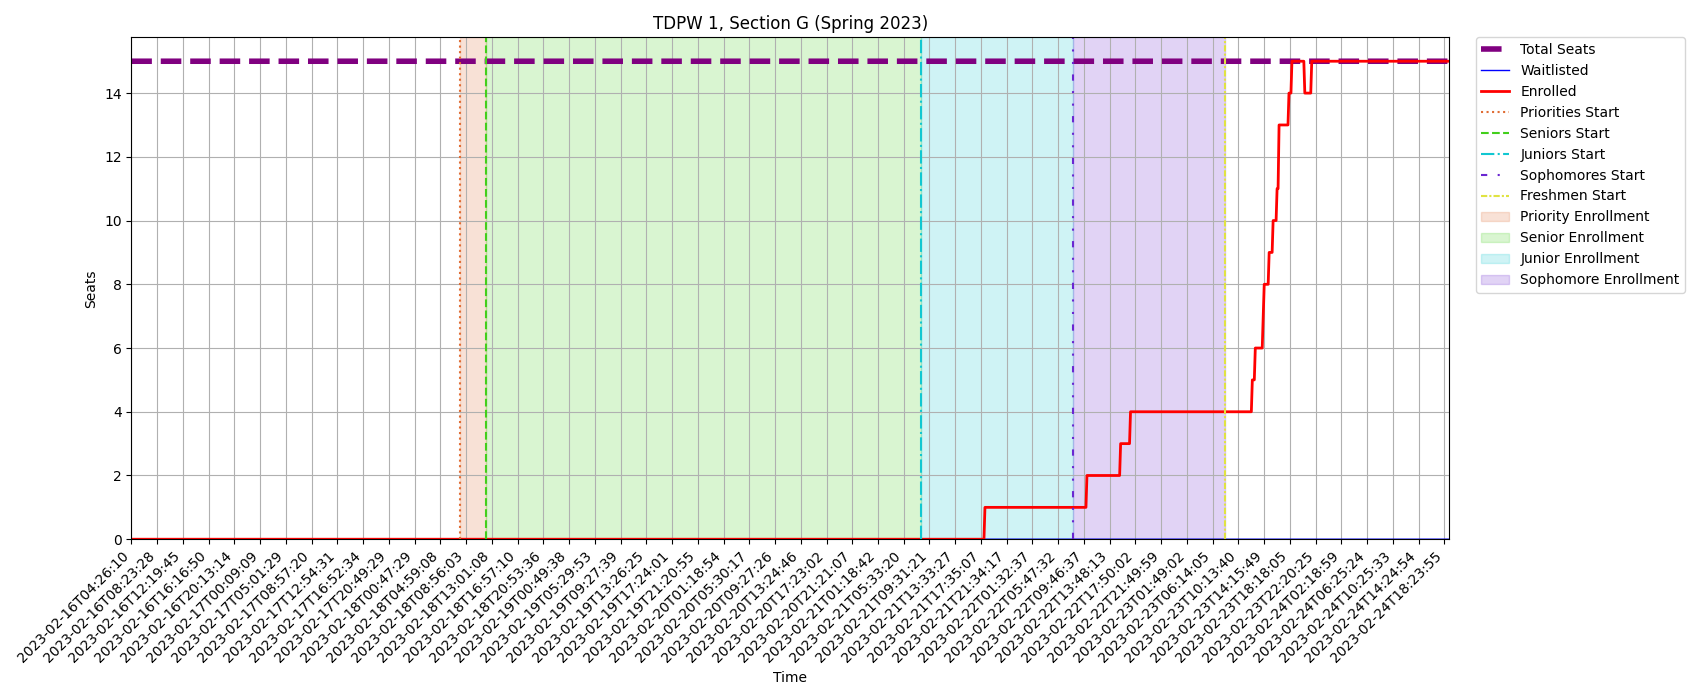 TDPW 1, Section G (Spring 2023)
Total Seats
Waitlisted
Enrolled
Priorities Start
Seniors Start
Juniors Start
Sophomores Start
Freshmen Start
Priority Enrollment
Senior Enrollment
Junior Enrollment
Sophomore Enrollment
Seats
14
12
10
8
6
4
2
0
2023-02-16T04:26:10
2023-02-16T08:23:28
2023-02-16T12:19:45
2023-02-16T16:16:50
2023-02-16T20:13:14
2023-02-17T00:09:09
2023-02-17T05:01:29
2023-02-17T08:57:20
2023-02-17T12:54:31
2023-02-17T16:52:34
2023-02-17T20:49:29
2023-02-18T00:47:29
2023-02-18T04:59:08
2023-02-18T08:56:03
2023-02-18T13:01:08
2023-02-18T16:57:10
2023-02-18T20:53:36
2023-02-19T00:49:38
2023-02-19T05:29:53
2023-02-19T09:27:39
2023-02-19T13:26:25
2023-02-19T17:24:01
2023-02-19T21:20:55
2023-02-20T01:18:54
2023-02-20T05:30:17
2023-02-20T09:27:26
2023-02-20T13:24:46
2023-02-20T17:23:02
2023-02-20T21:21:07
2023-02-21T01:18:42
2023-02-21T05:33:20
2023-02-21T09:31:21
2023-02-21T13:33:27
2023-02-21T17:35:07
2023-02-21T21:34:17
2023-02-22T01:32:37
2023-02-22T05:47:32
2023-02-22T09:46:37
2023-02-22T13:48:13
2023-02-22T17:50:02
2023-02-22T21:49:59
2023-02-23T01:49:02
2023-02-23T06:14:05
2023-02-23T10:13:40
2023-02-23T14:15:49
2023-02-23T18:18:05
2023-02-23T22:20:25
2023-02-24T02:18:59
2023-02-24T06:25:24
2023-02-24T10:25:33
2023-02-24T14:24:54
2023-02-24T18:23:55
Time